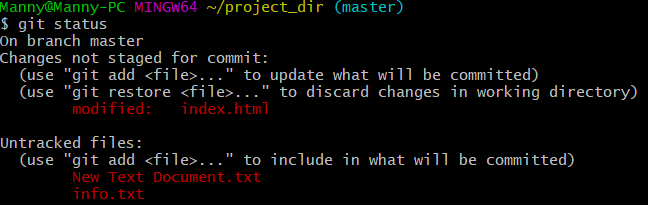 Manny@Manny-PC MINGW64 ~/project_dir (master)
$ git status
On branch master
Changes not staged for commit:
  (use "git add <file>..." to update what will be committed)
  (use "git restore <file>..." to discard changes in working directory)
        modified:   index.html

Untracked files:
  (use "git add <file>..." to include in what will be committed)
        New Text Document.txt
        info.txt